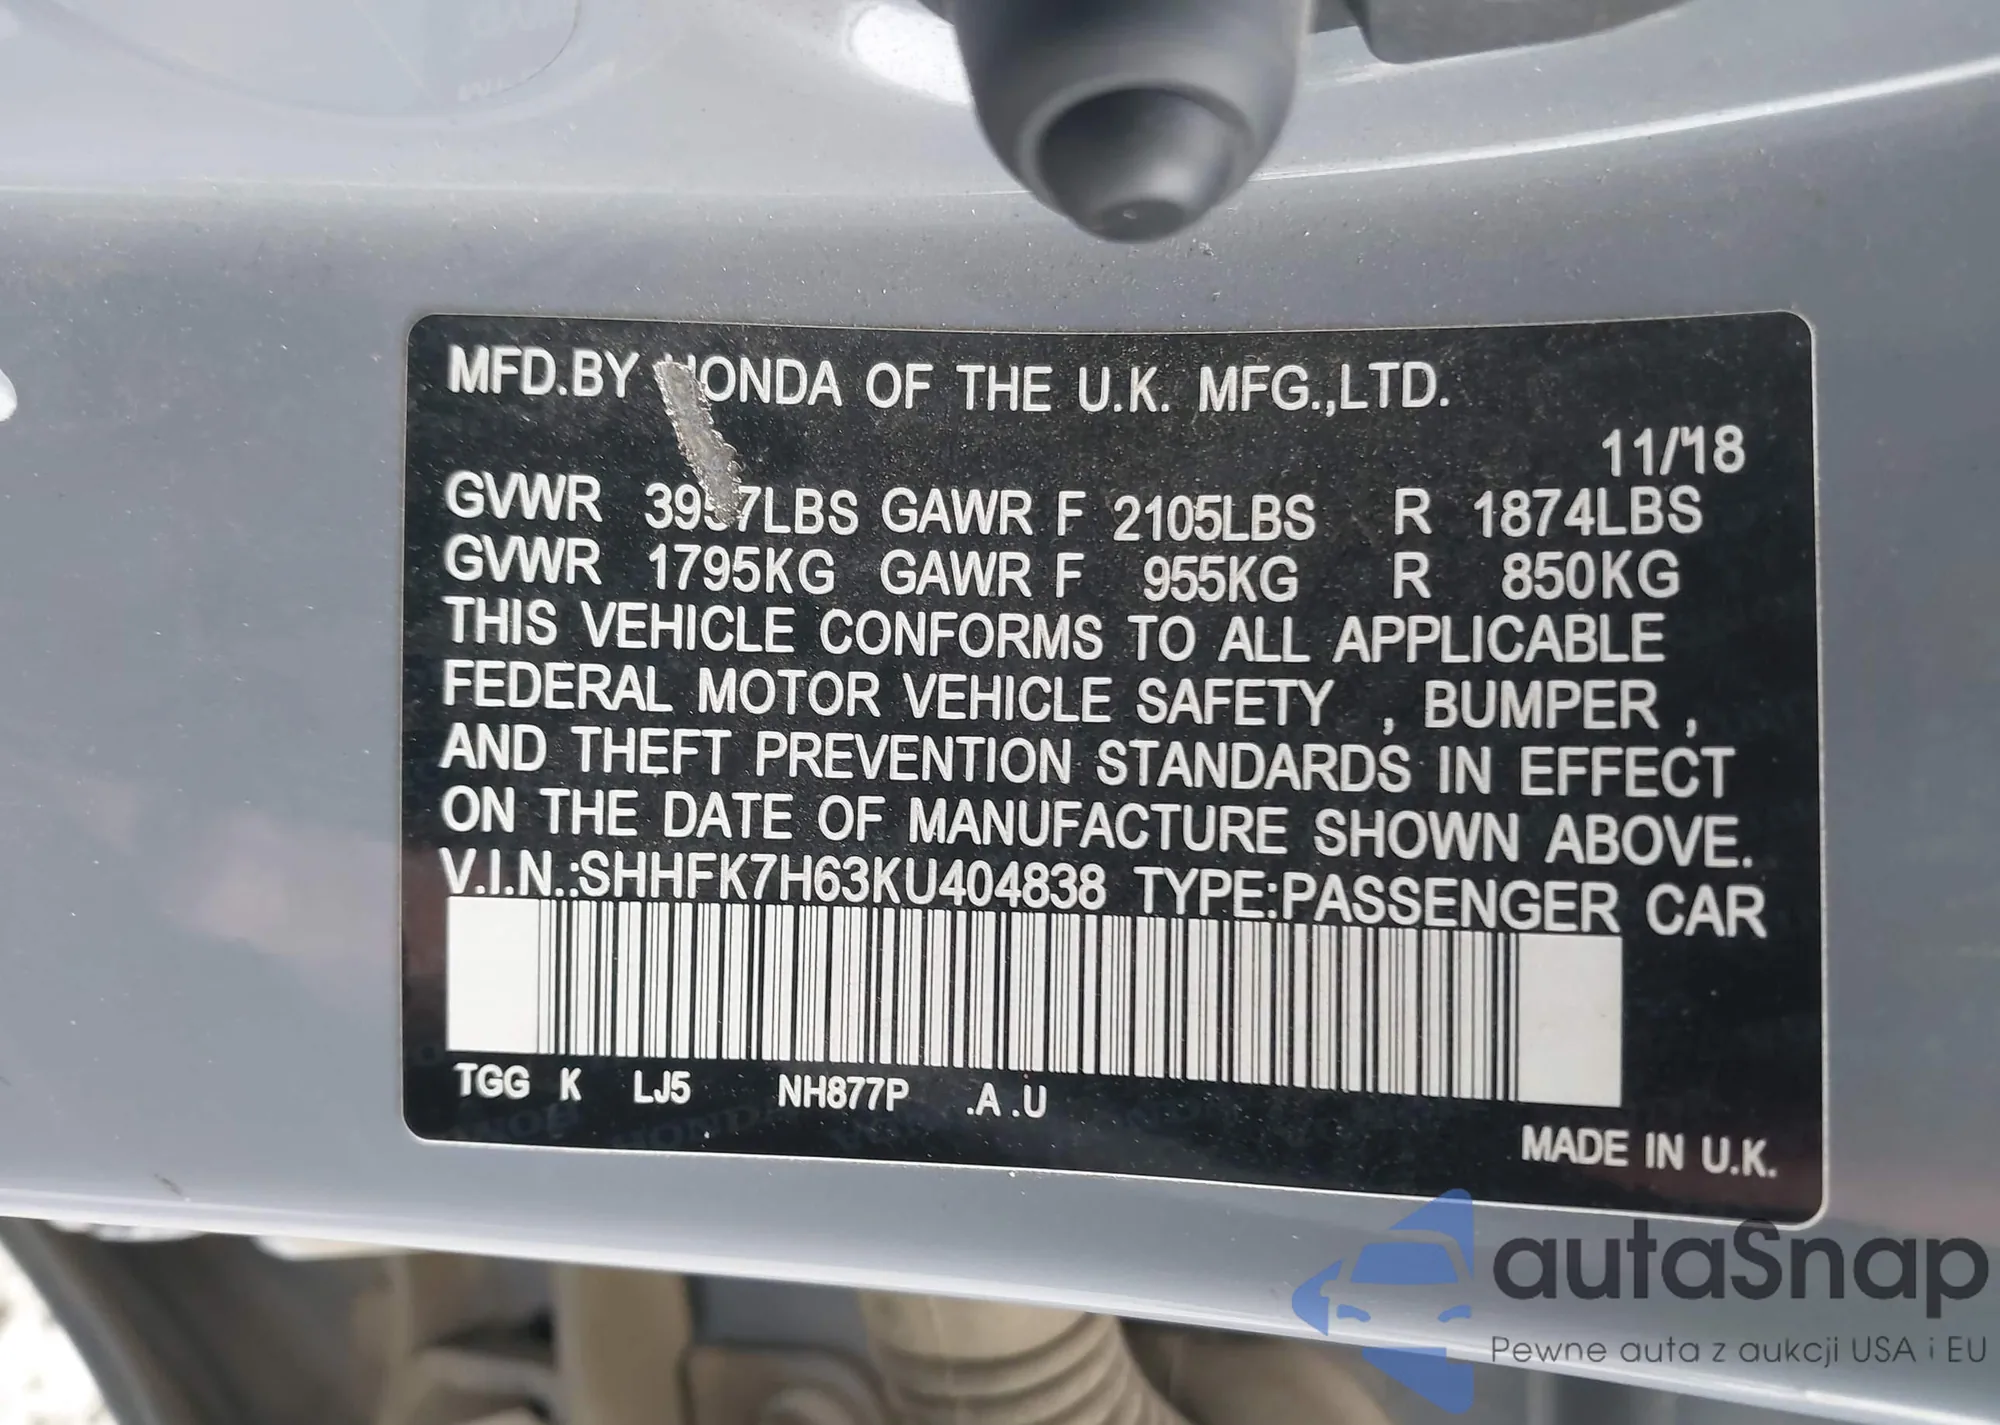 MFD.BY HONDA OF THE U.K. MFG.,LTD.
11/'18
GVWR 3957LBS GAWR F 2105LBS R 1874LBS
GVWR 1795KG GAWR F 955KG R 850KG
THIS VEHICLE CONFORMS TO ALL APPLICABLE
FEDERAL MOTOR VEHICLE SAFETY , BUMPER ,
AND THEFT PREVENTION STANDARDS IN EFFECT
ON THE DATE OF MANUFACTURE SHOWN ABOVE.
V.I.N.:SHHFK7H63KU404838 TYPE:PASSENGER CAR
TGG K LJ5 NH877P .A .U
MADE IN U.K.
autaSnap
Pewne auta z aukcji USA i EU